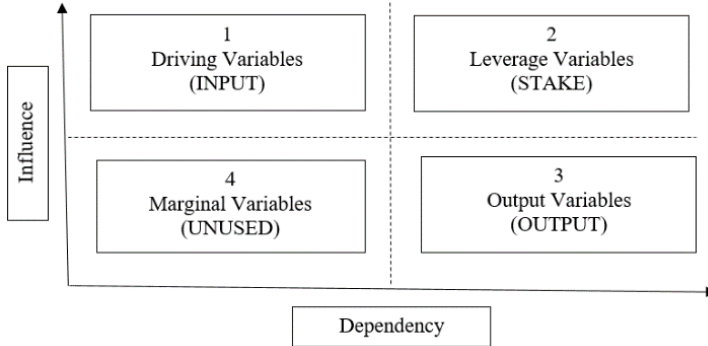 1
Driving Variables
(INPUT)
2
Leverage Variables
(STAKE)
Influence
4
Marginal Variables
(UNUSED)
3
Output Variables
(OUTPUT)
Dependency